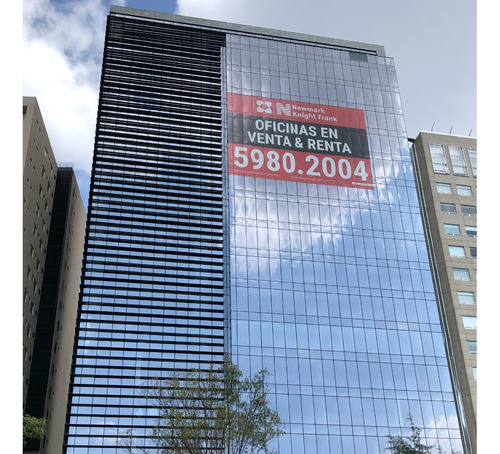 Newmark
Knight Frank
OFICINAS EN
VENTA & RENTA
5980.2004